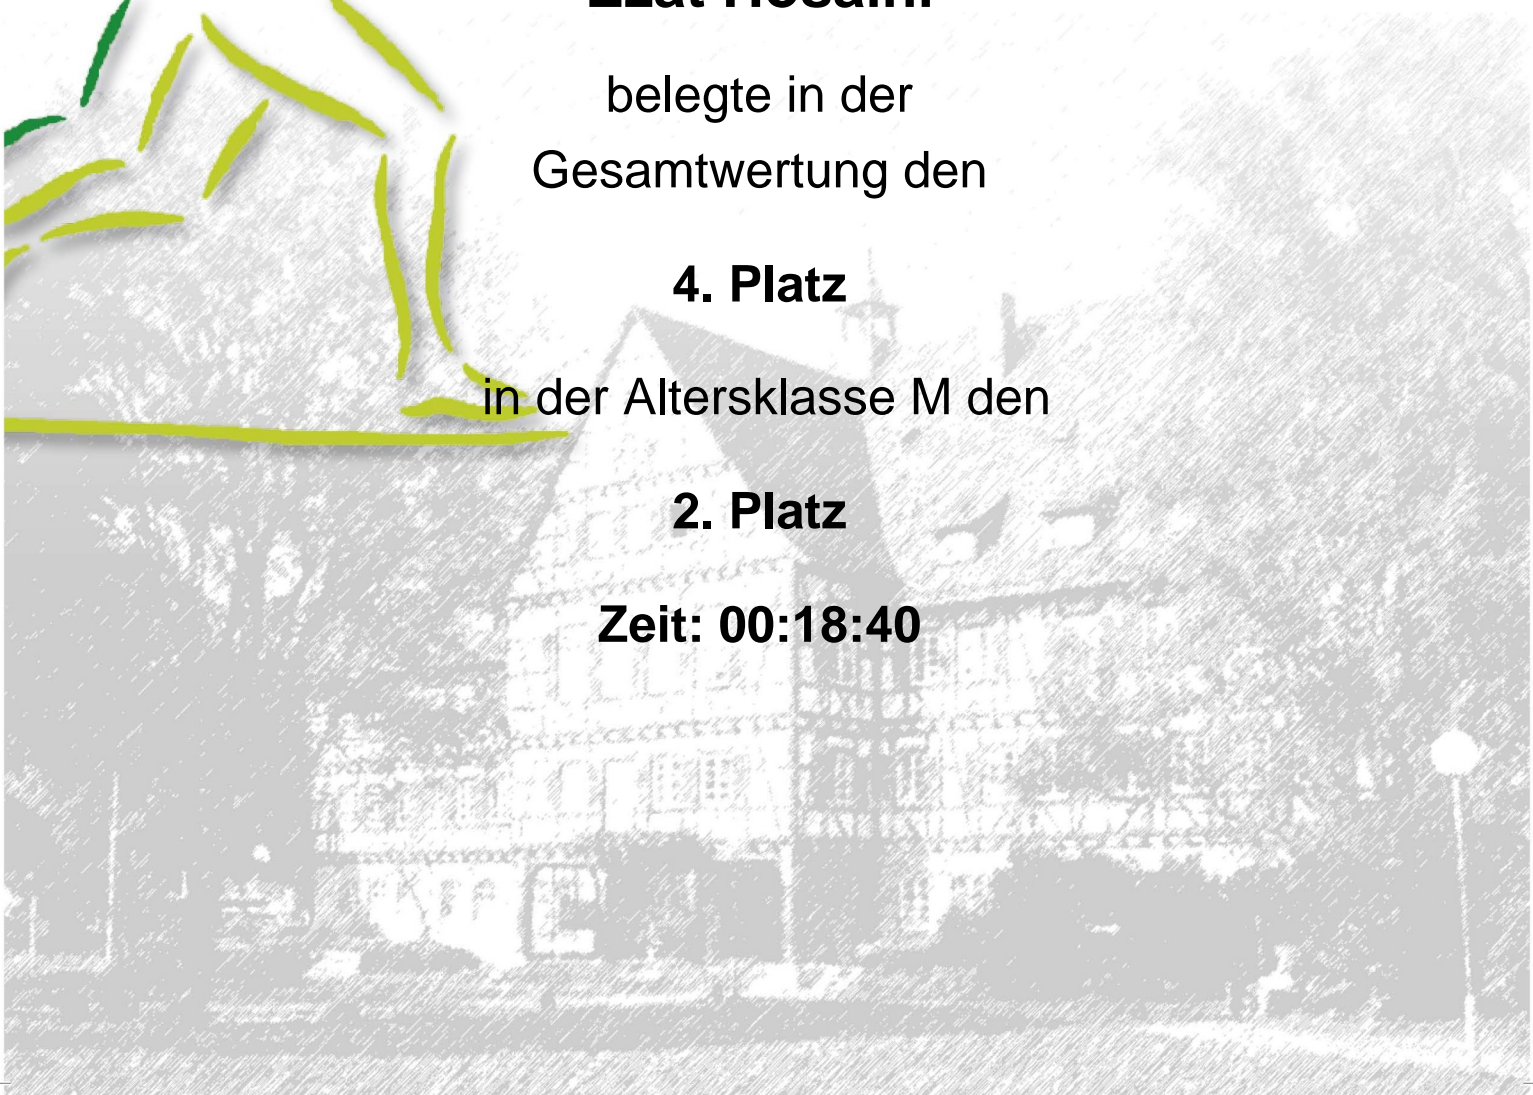 belegte in der
Gesamtwertung den
4. Platz
in der Altersklasse M den
2. Platz
Zeit: 00:18:40